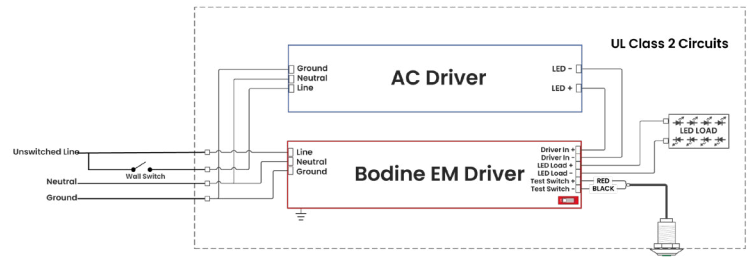 UL Class 2 Circuits
Ground
Neutral
Line
AC Driver
LED -
LED +
LED LOAD
Unswitched Line
Wall Switch
Neutral
Ground
Line
Neutral
Ground
Bodine EM Driver
Driver In +
Driver In -
LED Load +
LED Load -
Test Switch +
Test Switch -
RED
BLACK